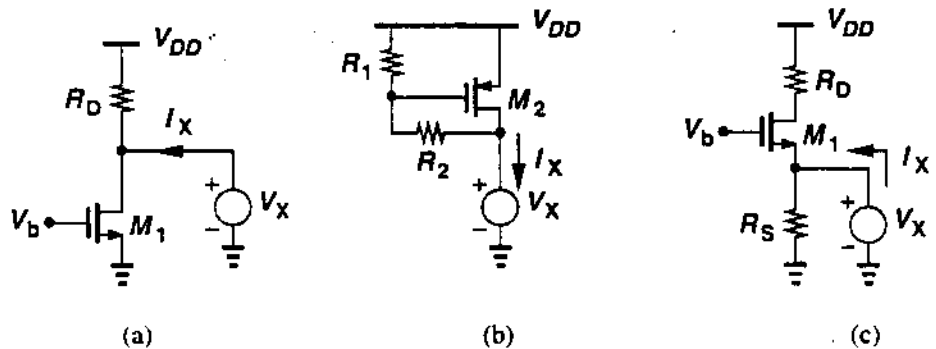 V_DD
R_D
I_X
V_b
M_1
+
-
V_X
(a)
V_DD
R_1
M_2
R_2
I_X
+
-
V_X
(b)
V_DD
R_D
V_b
M_1
I_X
R_S
+
-
V_X
(c)